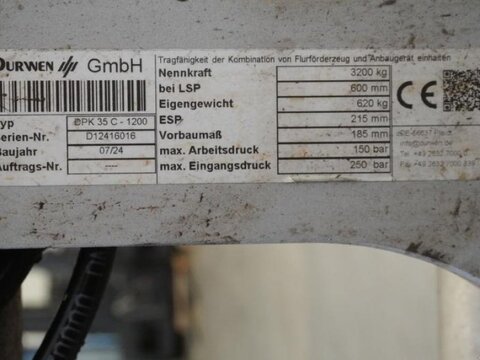 DURWEN GmbH
Typ DPK 35 C - 1200
Serien-Nr. D12416016
Baujahr 07/24
Auftrags-Nr. ----
Tragfähigkeit der Kombination von Flurförderzeug und Anbaugerät einhalten
Nennkraft 3200 kg
bei LSP 600 mm
Eigengewicht 620 kg
ESP 215 mm
Vorbaumaß 185 mm
max. Arbeitsdruck 150 bar
max. Eingangsdruck 250 bar
CE